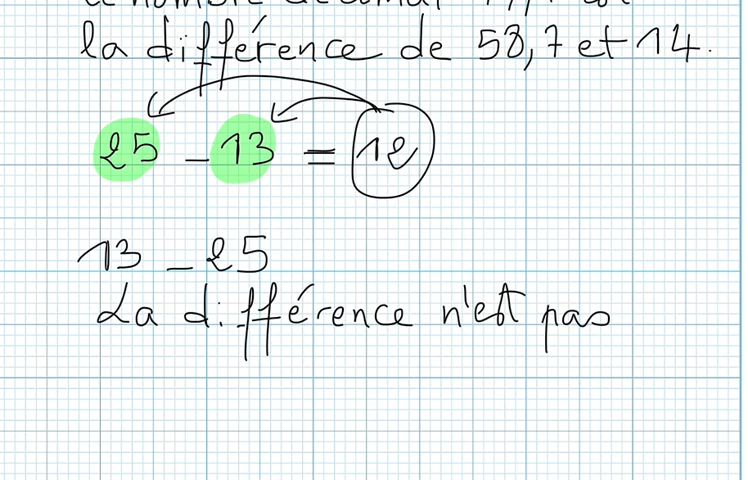 la différence de 58,7 et 14.
25 - 13 = 12
13 - 25
La différence n'est pas